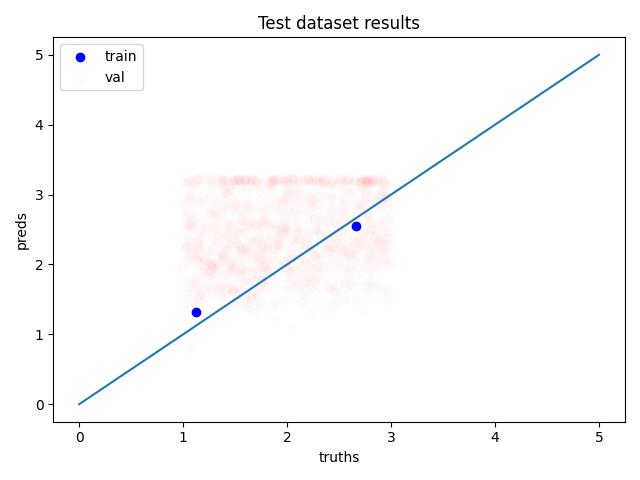 Test dataset results
train
val
preds
5
4
3
2
1
0
0 1 2 3 4 5
truths